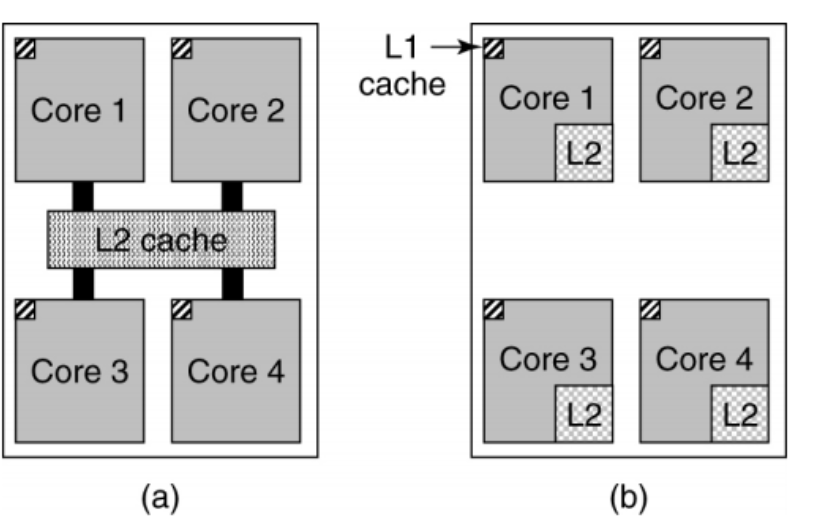 Core 1
Core 2
L2 cache
Core 3
Core 4
(a)
L1
cache
Core 1
L2
Core 2
L2
Core 3
L2
Core 4
L2
(b)